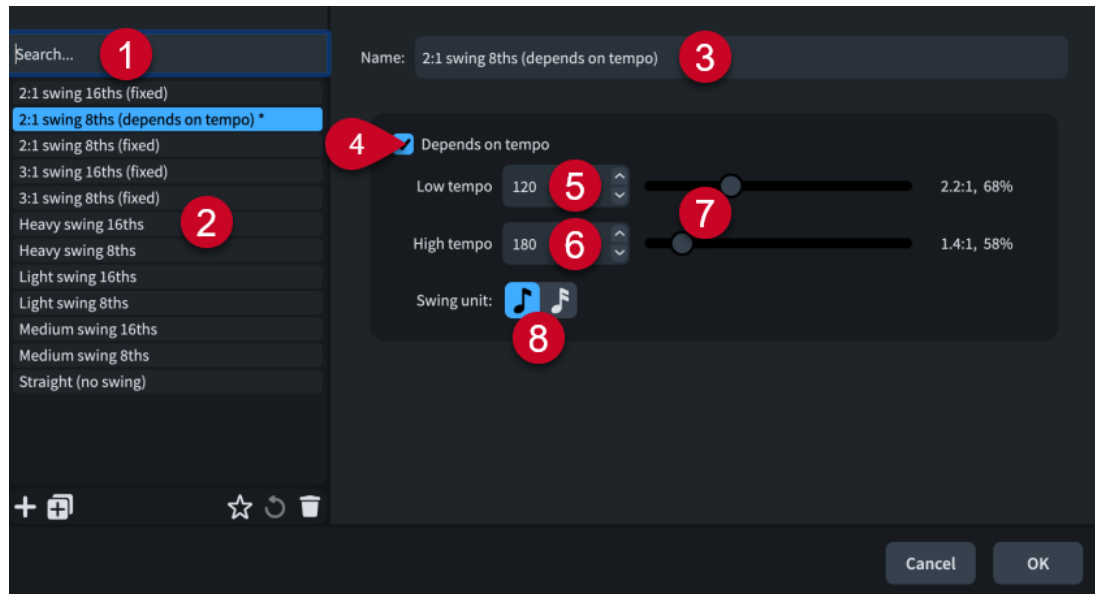 Search...
1
2:1 swing 16ths (fixed)
2:1 swing 8ths (depends on tempo) *
2:1 swing 8ths (fixed)
3:1 swing 16ths (fixed)
3:1 swing 8ths (fixed)
Heavy swing 16ths
2
Heavy swing 8ths
Light swing 16ths
Light swing 8ths
Medium swing 16ths
Medium swing 8ths
Straight (no swing)
Name: 2:1 swing 8ths (depends on tempo) 3
4 Depends on tempo
Low tempo 120 5 2.2:1, 68%
7
High tempo 180 6 1.4:1, 58%
Swing unit:
8
Cancel OK